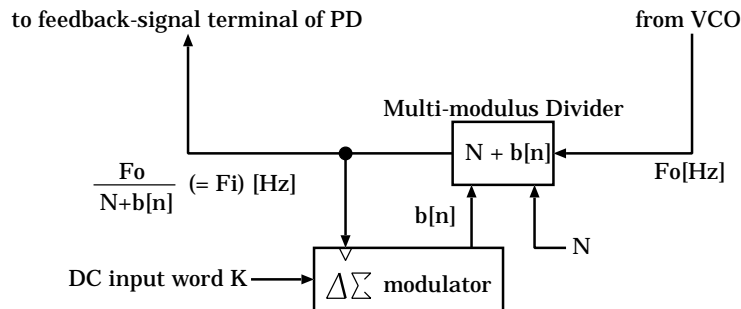 to feedback-signal terminal of PD
from VCO
Multi-modulus Divider
N + b[n]
Fo
N+b[n]
(= Fi) [Hz]
Fo[Hz]
b[n]
N
DC input word K
ΔΣ modulator